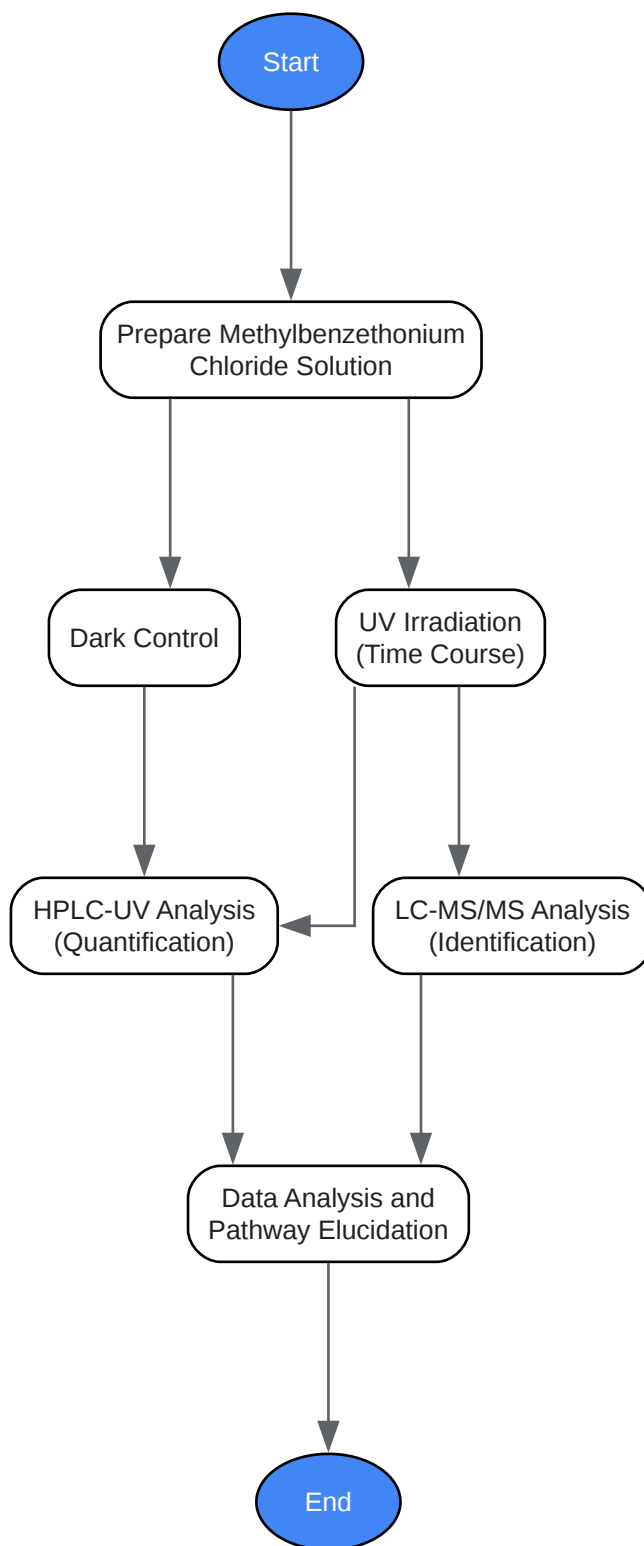 Start
Prepare Methylbenzethonium
Chloride Solution
Dark Control
UV Irradiation
(Time Course)
HPLC-UV Analysis
(Quantification)
LC-MS/MS Analysis
(Identification)
Data Analysis and
Pathway Elucidation
End